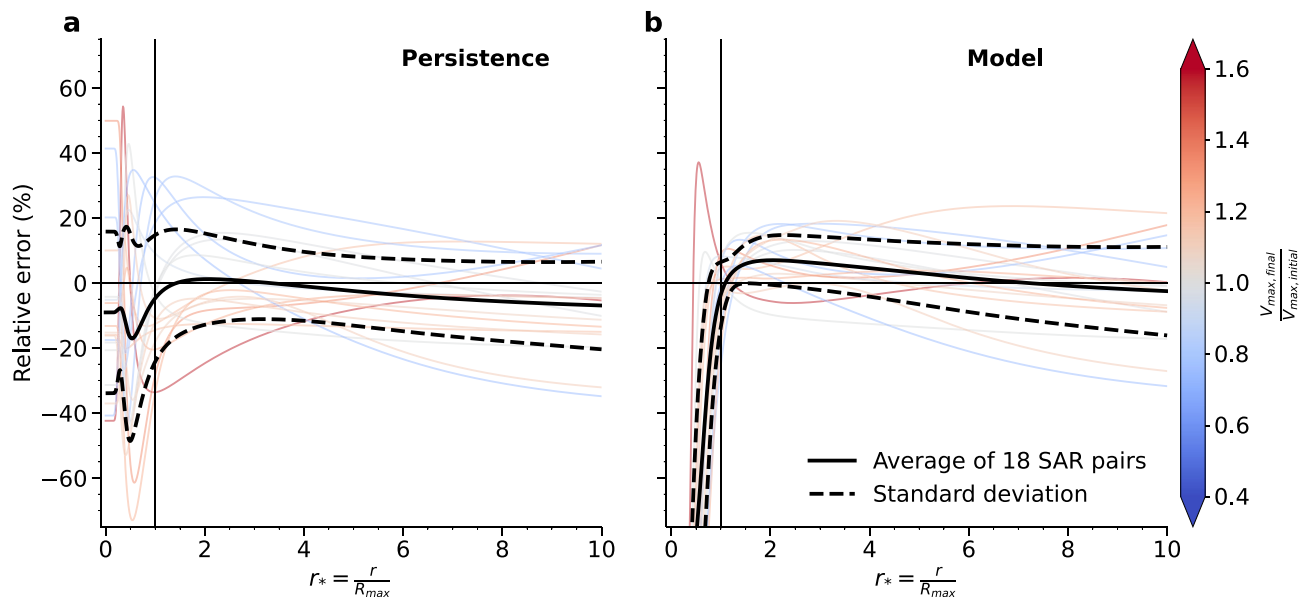 a
b
Persistence
Model
Relative error (%)
60
40
20
0
−20
−40
−60
0
2
4
6
8
10
r* = r/Rmax
0
2
4
6
8
10
r* = r/Rmax
Average of 18 SAR pairs
Standard deviation
1.6
1.4
1.2
1.0
0.8
0.6
0.4
Vmax, final
Vmax, initial